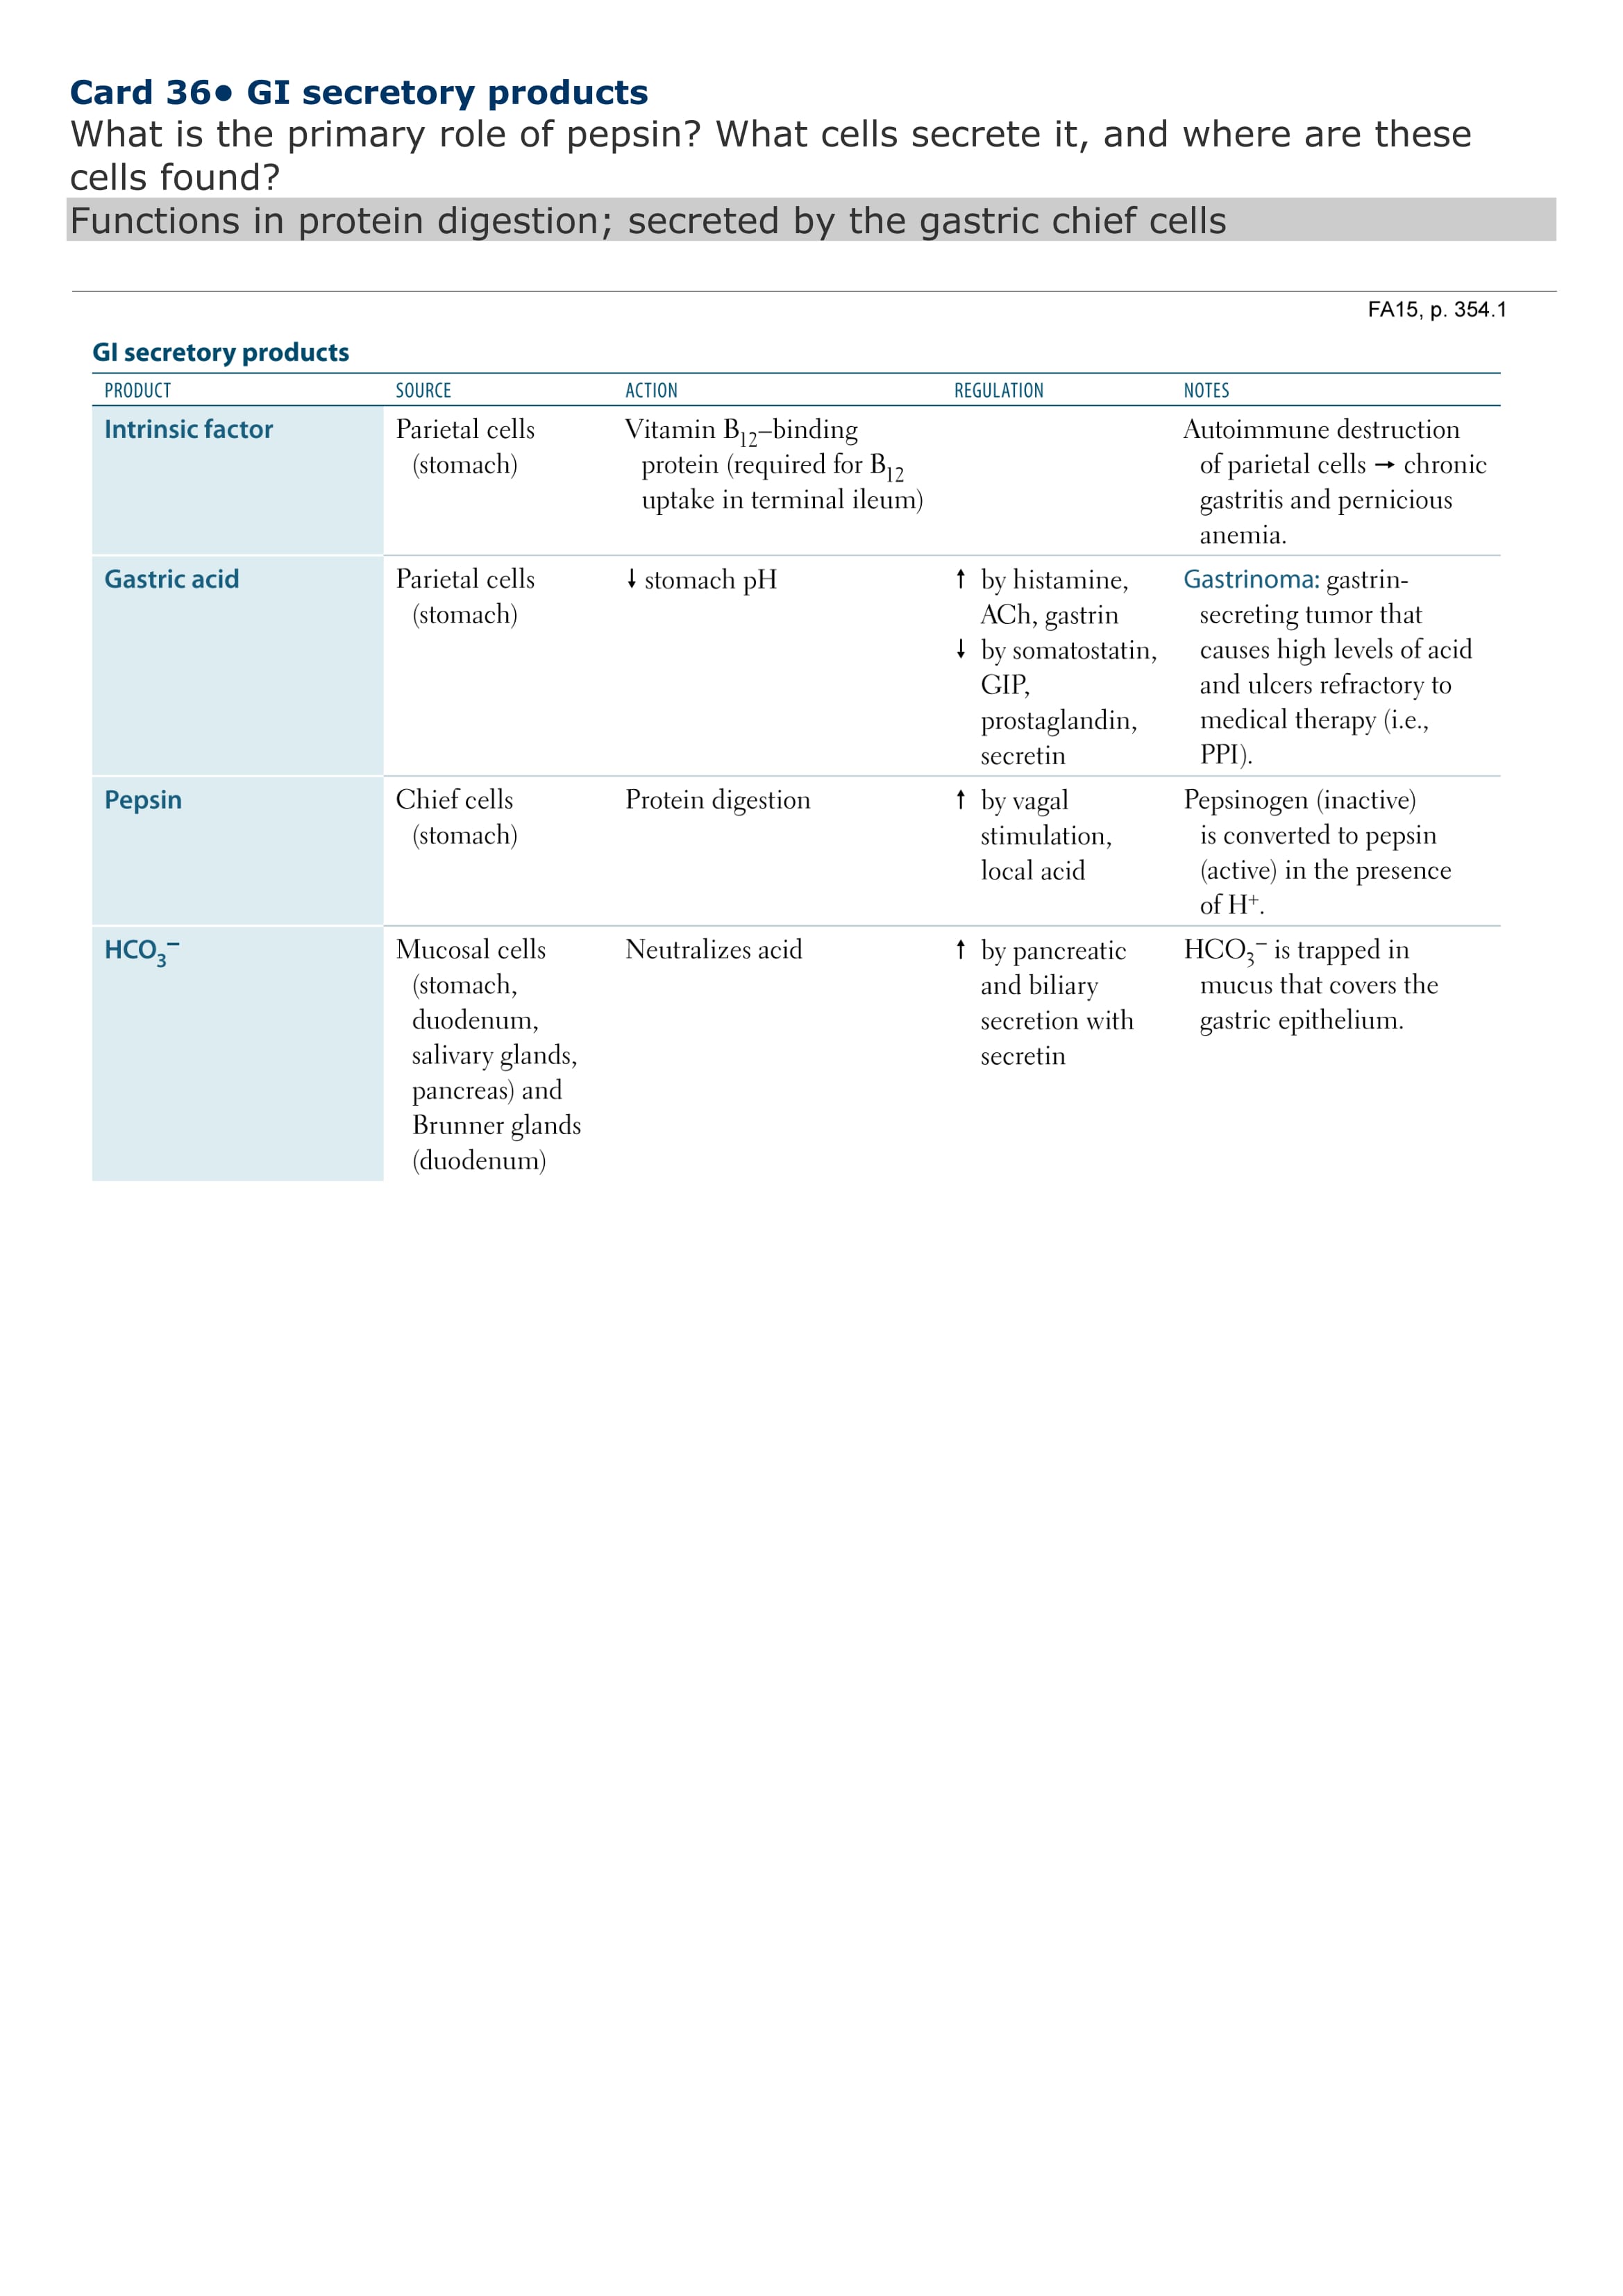 Card 36• GI secretory products
What is the primary role of pepsin? What cells secrete it, and where are these
cells found?
Functions in protein digestion; secreted by the gastric chief cells
FA15, p. 354.1
GI secretory products
PRODUCT SOURCE ACTION REGULATION NOTES
Intrinsic factor
Parietal cells
(stomach)
Vitamin B12–binding
protein (required for B12
uptake in terminal ileum)
Autoimmune destruction
of parietal cells → chronic
gastritis and pernicious
anemia.
Gastric acid
Parietal cells
(stomach)
↓ stomach pH
↑ by histamine,
ACh, gastrin
↓ by somatostatin,
GIP,
prostaglandin,
secretin
Gastrinoma: gastrin-
secreting tumor that
causes high levels of acid
and ulcers refractory to
medical therapy (i.e.,
PPI).
Pepsin
Chief cells
(stomach)
Protein digestion
↑ by vagal
stimulation,
local acid
Pepsinogen (inactive)
is converted to pepsin
(active) in the presence
of H⁺.
HCO₃⁻
Mucosal cells
(stomach,
duodenum,
salivary glands,
pancreas) and
Brunner glands
(duodenum)
Neutralizes acid
↑ by pancreatic
and biliary
secretion with
secretin
HCO₃⁻ is trapped in
mucus that covers the
gastric epithelium.